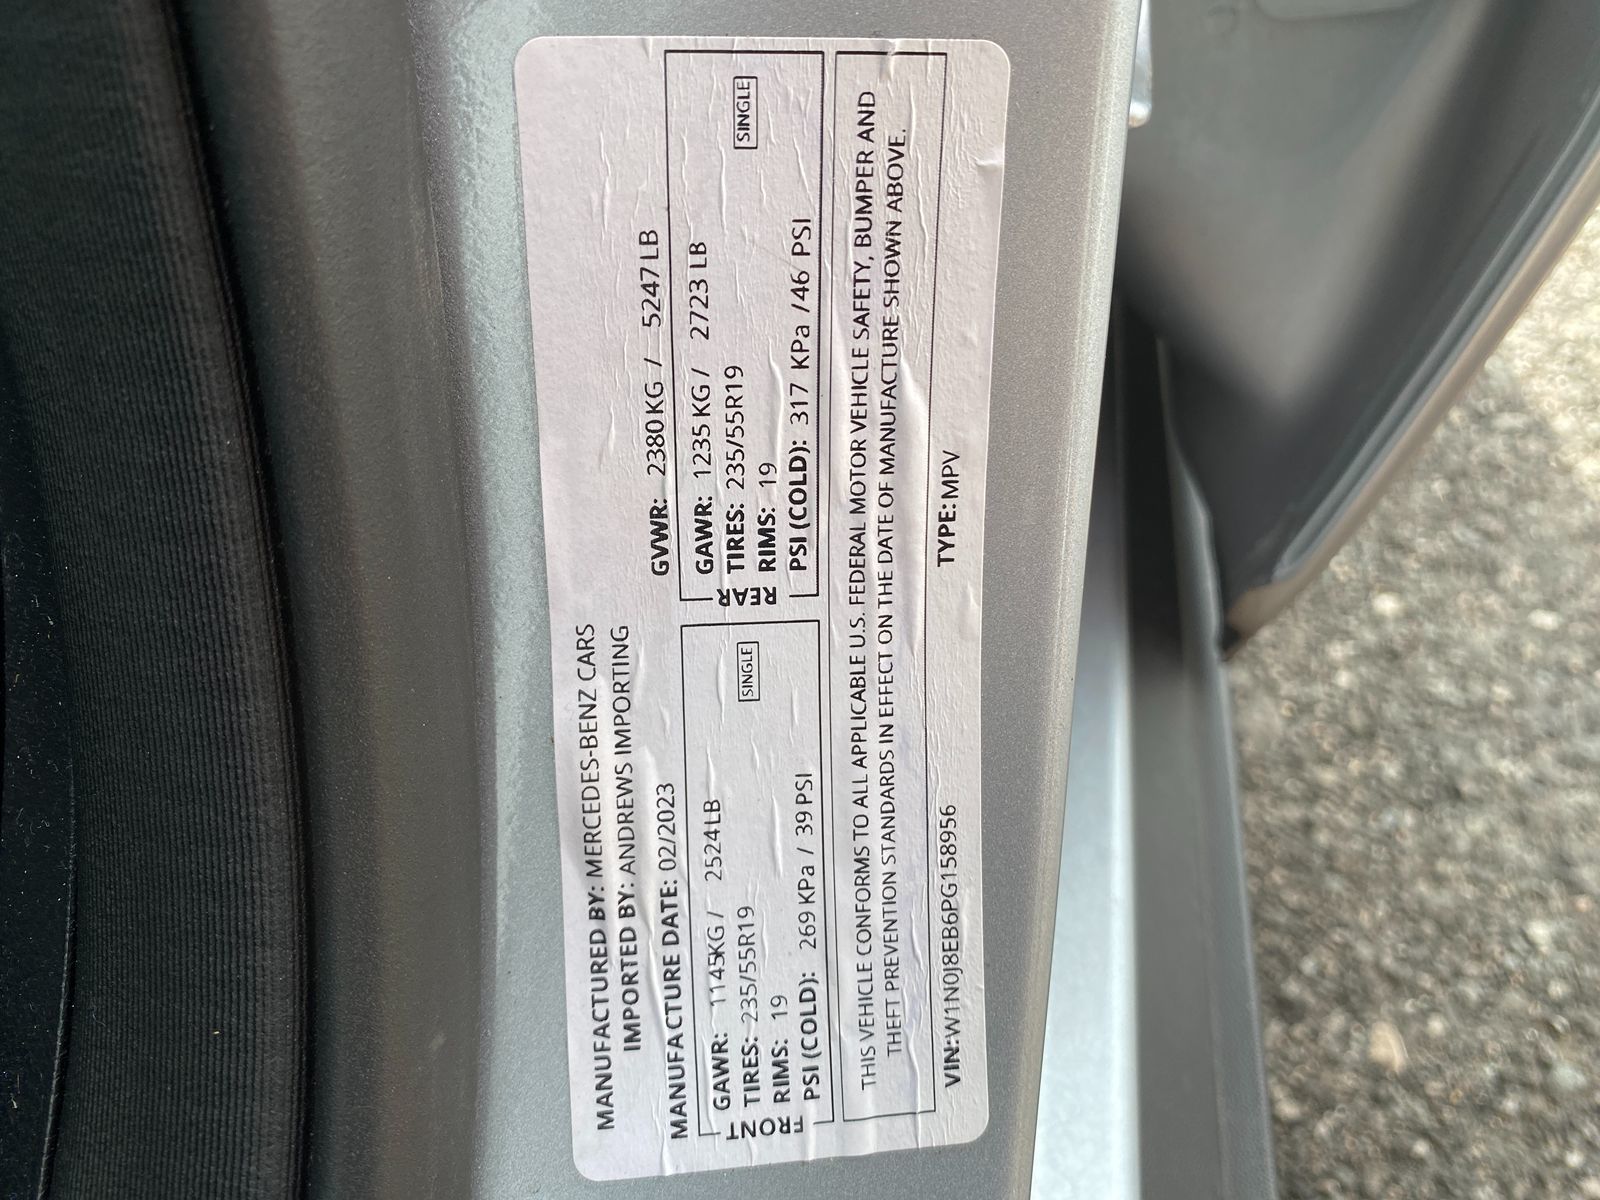 MANUFACTURED BY: MERCEDES-BENZ CARS
IMPORTED BY: ANDREWS IMPORTING
MANUFACTURE DATE: 02/2023
GVWR: 2380 KG / 5247 LB
FRONT
GAWR: 1145KG / 2524 LB
TIRES: 235/55R19
SINGLE
RIMS: 19
PSI (COLD): 269 KPa / 39 PSI
REAR
GAWR: 1235 KG / 2723 LB
TIRES: 235/55R19
SINGLE
RIMS: 19
PSI (COLD): 317 KPa /46 PSI
THIS VEHICLE CONFORMS TO ALL APPLICABLE U.S. FEDERAL MOTOR VEHICLE SAFETY, BUMPER AND
THEFT PREVENTION STANDARDS IN EFFECT ON THE DATE OF MANUFACTURE SHOWN ABOVE.
VIN:W1N0J8EB6PG158956 TYPE: MPV